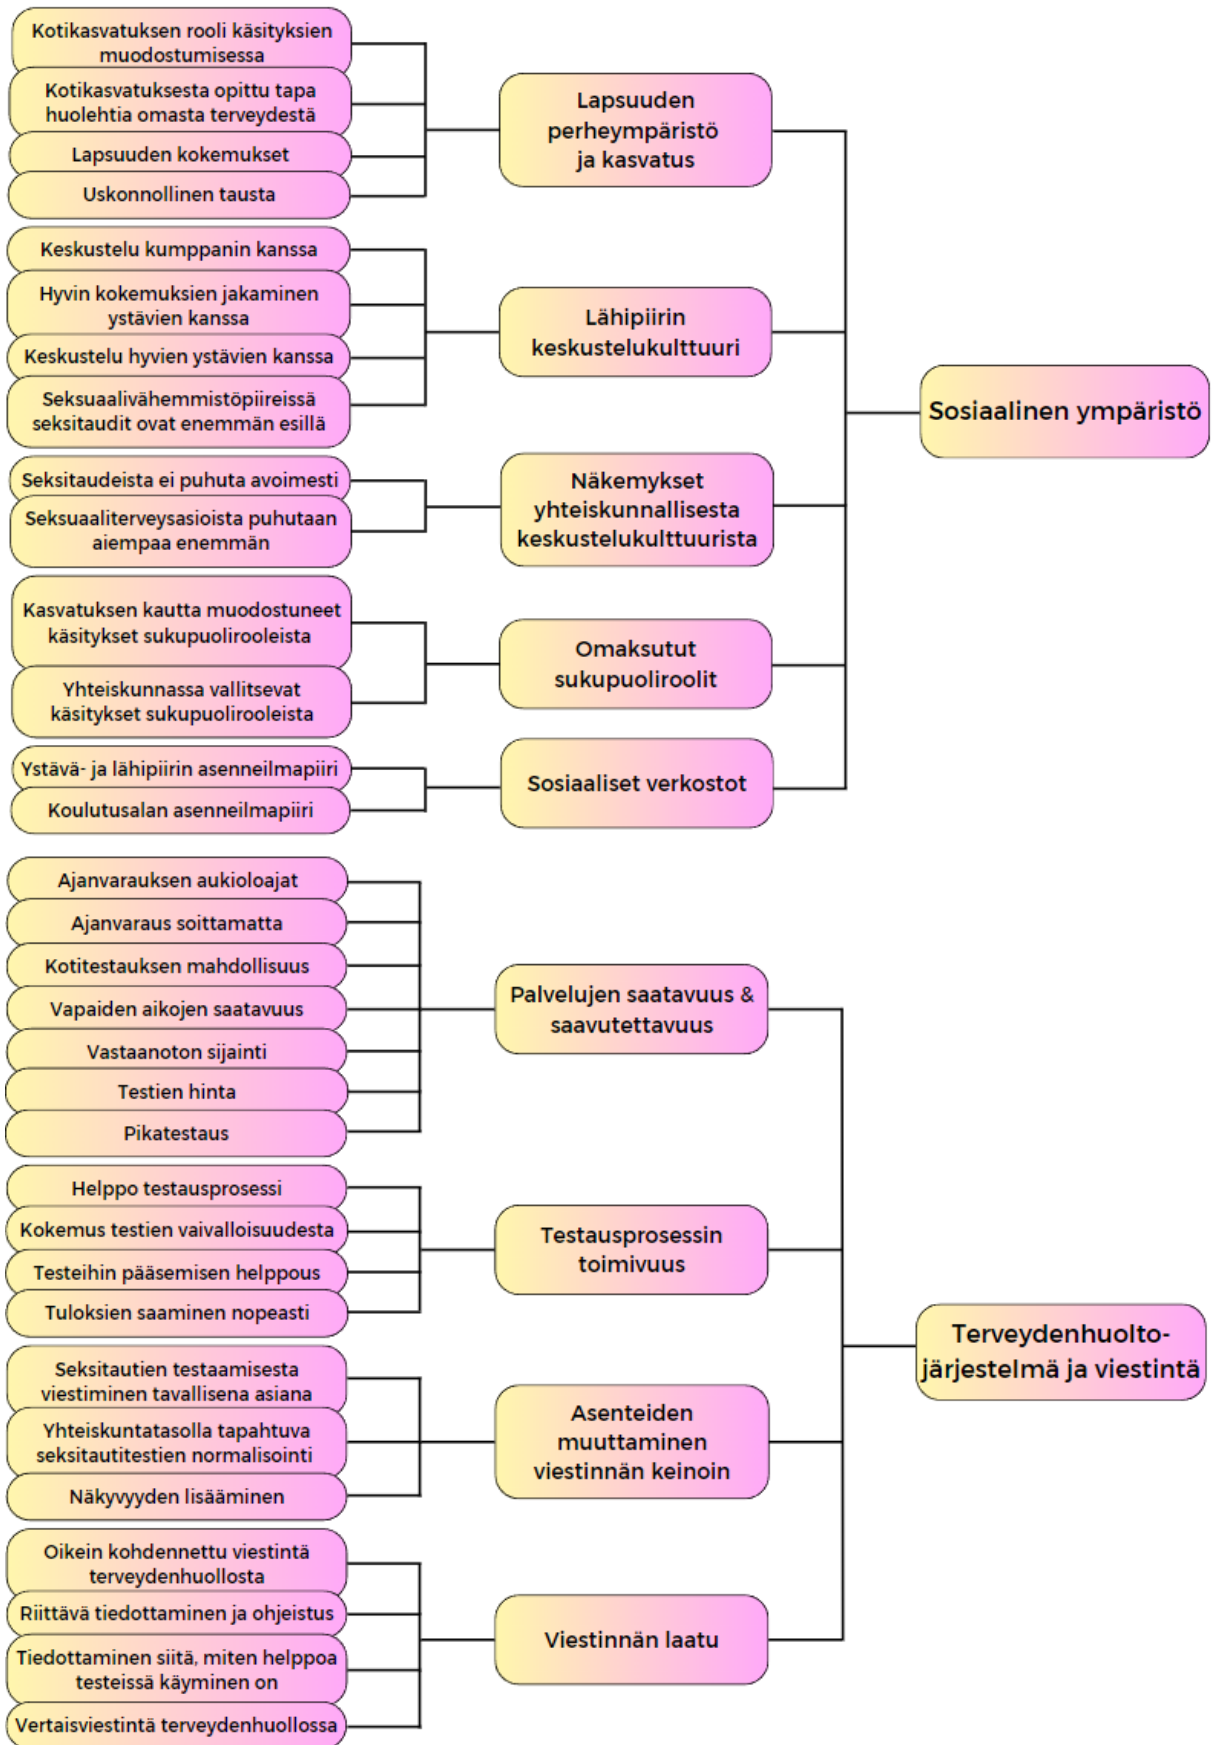 Kotikasvatuksen rooli käsityksien
muodostumisessa
Kotikasvatuksesta opittu tapa
huolehtia omasta terveydestä
Lapsuuden kokemukset
Uskonnollinen tausta
Lapsuuden
perheympäristö
ja kasvatus
Keskustelu kumppanin kanssa
Hyvin kokemuksien jakaminen
ystävien kanssa
Keskustelu hyvien ystävien kanssa
Seksuaalivähemmistöpiireissä
seksitaudit ovat enemmän esillä
Lähipiirin
keskustelukulttuuri
Seksitaudeista ei puhuta avoimesti
Seksuaaliterveysasioista puhutaan
aiempaa enemmän
Näkemykset
yhteiskunnallisesta
keskustelukulttuurista
Kasvatuksen kautta muodostuneet
käsitykset sukupuolirooleista
Yhteiskunnassa vallitsevat
käsitykset sukupuolirooleista
Omaksutut
sukupuoliroolit
Ystävä- ja lähipiirin asenneilmapiiri
Koulutusalan asenneilmapiiri
Sosiaaliset verkostot
Sosiaalinen ympäristö
Ajanvarauksen aukioloajat
Ajanvaraus soittamatta
Kotitestauksen mahdollisuus
Vapaiden aikojen saatavuus
Vastaanoton sijainti
Testien hinta
Pikatestaus
Palvelujen saatavuus &
saavutettavuus
Helppo testausprosessi
Kokemus testien vaivalloisuudesta
Testeihin pääsemisen helppous
Tuloksien saaminen nopeasti
Testausprosessin
toimivuus
Seksitautien testaamisesta
viestiminen tavallisena asiana
Yhteiskuntatasolla tapahtuva
seksitautitestien normalisointi
Näkyvyyden lisääminen
Asenteiden
muuttaminen
viestinnän keinoin
Oikein kohdennettu viestintä
terveydenhuollosta
Riittävä tiedottaminen ja ohjeistus
Tiedottaminen siitä, miten helppoa
testeissä käyminen on
Vertaisviestintä terveydenhuollossa
Viestinnän laatu
Terveydenhuolto-
järjestelmä ja viestintä